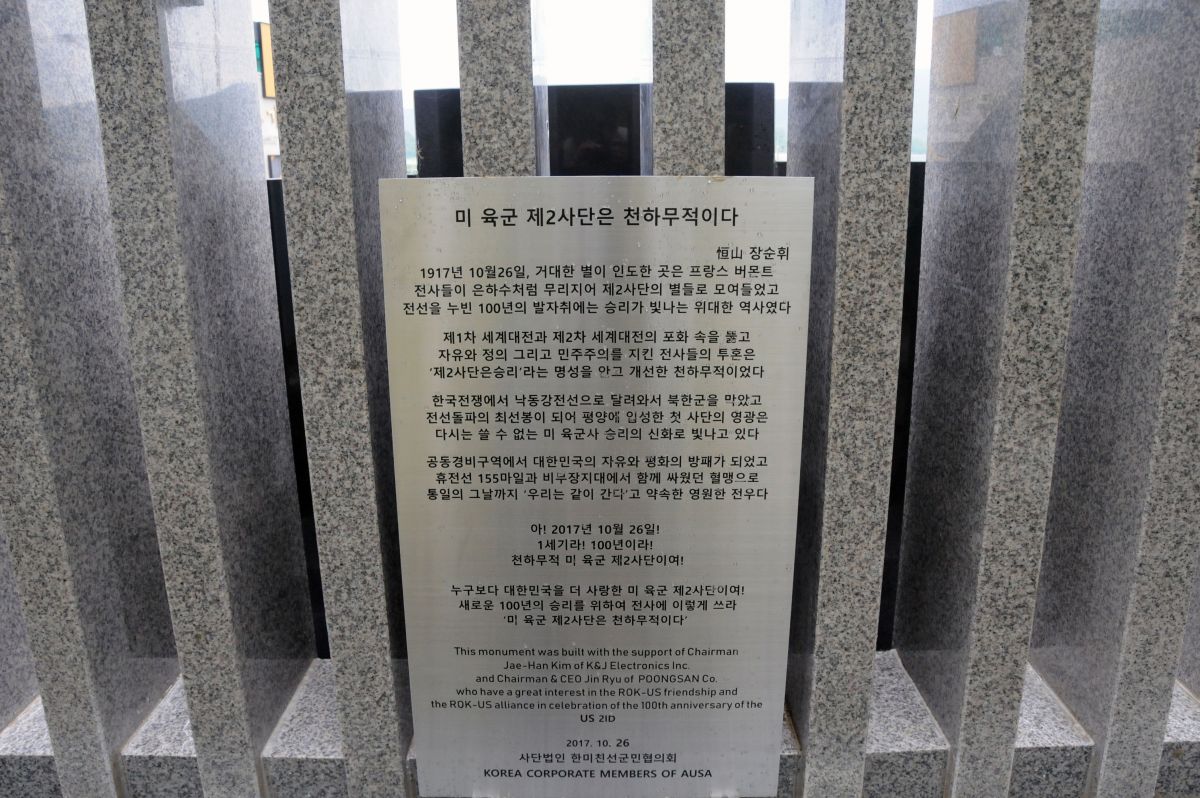 미 육군 제2사단은 천하무적이다
恒山 장순휘
1917년 10월26일, 거대한 별이 인도한 곳은 프랑스 버몬트
전사들이 은하수처럼 무리지어 제2사단의 별들로 모여들었고
전선을 누빈 100년의 발자취에는 승리가 빛나는 위대한 역사였다
제1차 세계대전과 제2차 세계대전의 포화 속을 뚫고
자유와 정의 그리고 민주주의를 지킨 전사들의 투혼은
'제2사단은승리'라는 명성을 안그 개선한 천하무적이었다
한국전쟁에서 낙동강전선으로 달려와서 북한군을 막았고
전선돌파의 최선봉이 되어 평양에 입성한 첫 사단의 영광은
다시는 쓸 수 없는 미 육군사 승리의 신화로 빛나고 있다
공동경비구역에서 대한민국의 자유와 평화의 방패가 되었고
휴전선 155마일과 비무장지대에서 함께 싸웠던 혈맹으로
통일의 그날까지 '우리는 같이 간다'고 약속한 영원한 전우다
아! 2017년 10월 26일!
1세기라! 100년이라!
천하무적 미 육군 제2사단이여!
누구보다 대한민국을 더 사랑한 미 육군 제2사단이여!
새로운 100년의 승리를 위하여 전사에 이렇게 쓰라
'미 육군 제2사단은 천하무적이다'
This monument was built with the support of Chairman
Jae-Han Kim of K&J Electronics Inc.
and Chairman & CEO Jin Ryu of POONGSAN Co.
who have a great interest in the ROK-US friendship and
the ROK-US alliance in celebration of the 100th anniversary of the
US 2ID
2017. 10. 26
사단법인 한미친선군민협의회
KOREA CORPORATE MEMBERS OF AUSA